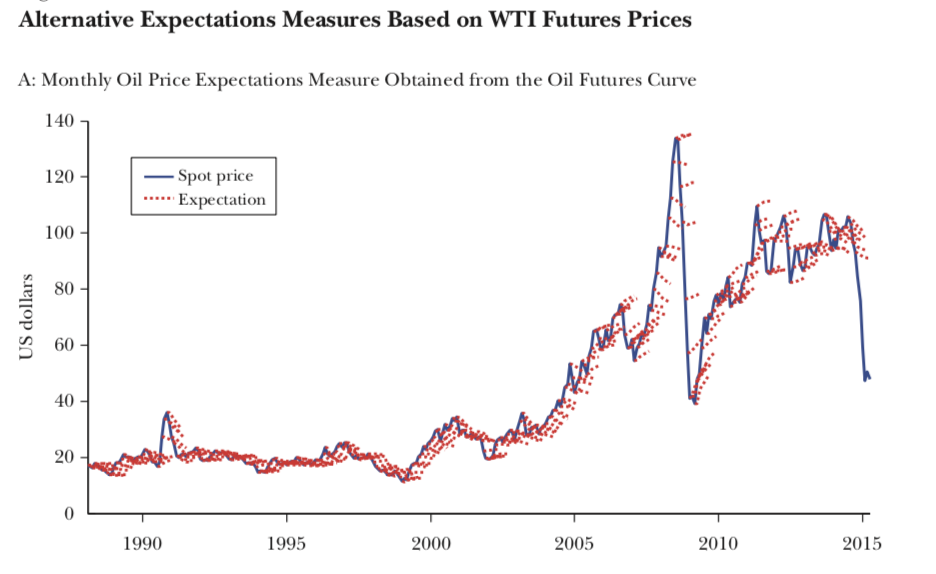 Alternative Expectations Measures Based on WTI Futures Prices
A: Monthly Oil Price Expectations Measure Obtained from the Oil Futures Curve
140
120
100
80
60
40
20
0
US dollars
Spot price
Expectation
1990
1995
2000
2005
2010
2015